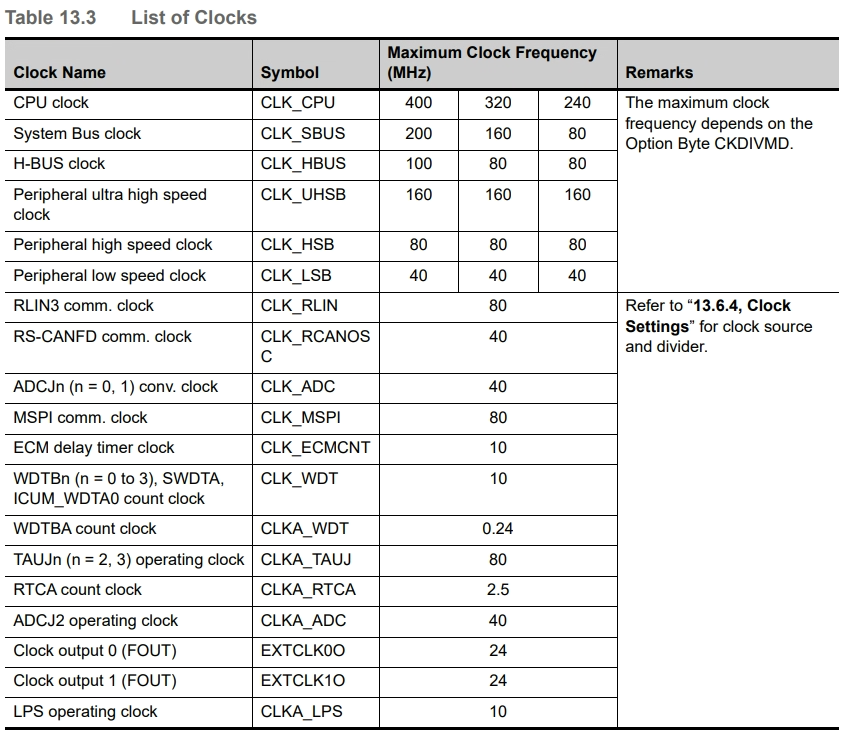 Table 13.3 List of Clocks
Clock Name Symbol Maximum Clock Frequency (MHz) Remarks
CPU clock CLK_CPU 400 320 240 The maximum clock
frequency depends on the
Option Byte CKDIVMD.
System Bus clock CLK_SBUS 200 160 80
H-BUS clock CLK_HBUS 100 80 80
Peripheral ultra high speed
clock CLK_UHSB 160 160 160
Peripheral high speed clock CLK_HSB 80 80 80
Peripheral low speed clock CLK_LSB 40 40 40
RLIN3 comm. clock CLK_RLIN 80 Refer to “13.6.4, Clock
Settings” for clock source
and divider.
RS-CANFD comm. clock CLK_RCANOS
C 40
ADCJn (n = 0, 1) conv. clock CLK_ADC 40
MSPI comm. clock CLK_MSPI 80
ECM delay timer clock CLK_ECMCNT 10
WDTBn (n = 0 to 3), SWDTA,
ICUM_WDTA0 count clock CLK_WDT 10
WDTBA count clock CLKA_WDT 0.24
TAUJn (n = 2, 3) operating clock CLKA_TAUJ 80
RTCA count clock CLKA_RTCA 2.5
ADCJ2 operating clock CLKA_ADC 40
Clock output 0 (FOUT) EXTCLK0O 24
Clock output 1 (FOUT) EXTCLK1O 24
LPS operating clock CLKA_LPS 10